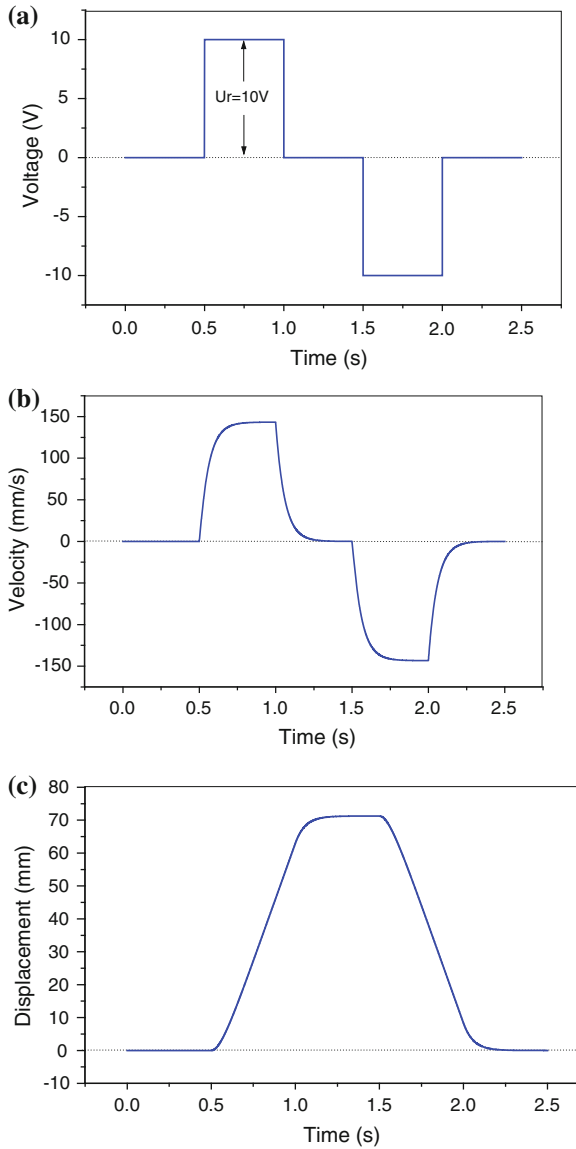 (a)
10
5
0
-5
-10
Voltage (V)
Ur=10V
0.0 0.5 1.0 1.5 2.0 2.5
Time (s)
(b)
150
100
50
0
-50
-100
-150
Velocity (mm/s)
0.0 0.5 1.0 1.5 2.0 2.5
Time (s)
(c)
80
70
60
50
40
30
20
10
0
-10
Displacement (mm)
0.0 0.5 1.0 1.5 2.0 2.5
Time (s)